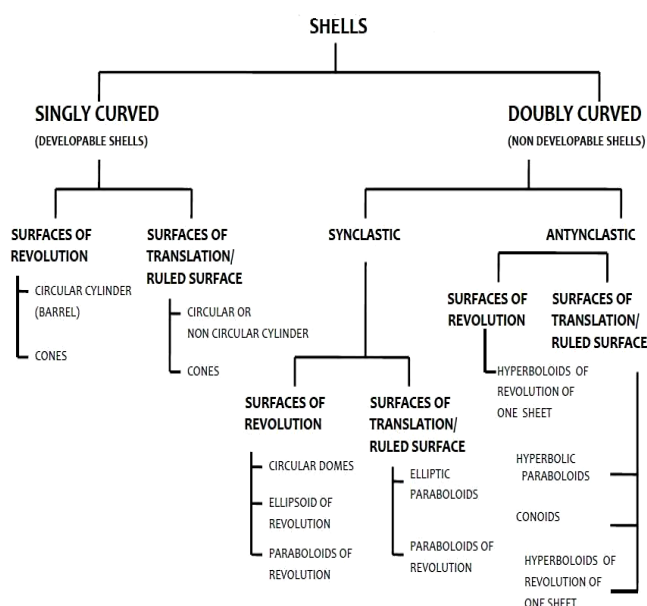 SHELLS
SINGLY CURVED
(DEVELOPABLE SHELLS)
DOUBLY CURVED
(NON DEVELOPABLE SHELLS)
SURFACES OF
REVOLUTION
CIRCULAR CYLINDER
(BARREL)
CONES
SURFACES OF
TRANSLATION/
RULED SURFACE
CIRCULAR OR
NON CIRCULAR CYLINDER
CONES
SYNCLASTIC
SURFACES OF
REVOLUTION
CIRCULAR DOMES
ELLIPSOID OF
REVOLUTION
PARABOLOIDS OF
REVOLUTION
SURFACES OF
TRANSLATION/
RULED SURFACE
ELLIPTIC
PARABOLOIDS
PARABOLOIDS OF
REVOLUTION
ANTYNCLASTIC
SURFACES OF
REVOLUTION
HYPERBOLOIDS OF
REVOLUTION OF
ONE SHEET
SURFACES OF
TRANSLATION/
RULED SURFACE
HYPERBOLIC
PARABOLOIDS
CONOIDS
HYPERBOLOIDS OF
REVOLUTION OF
ONE SHEET